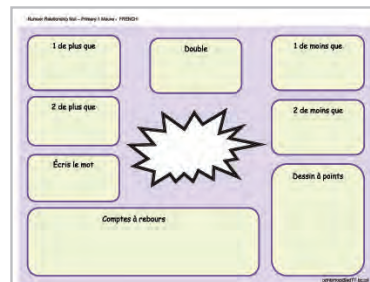 Number Relationship Mat – Primary 1 Mauve - FRENCH
1 de plus que
Double
1 de moins que
2 de plus que
2 de moins que
Écris le mot
Dessin à points
Comptes à rebours